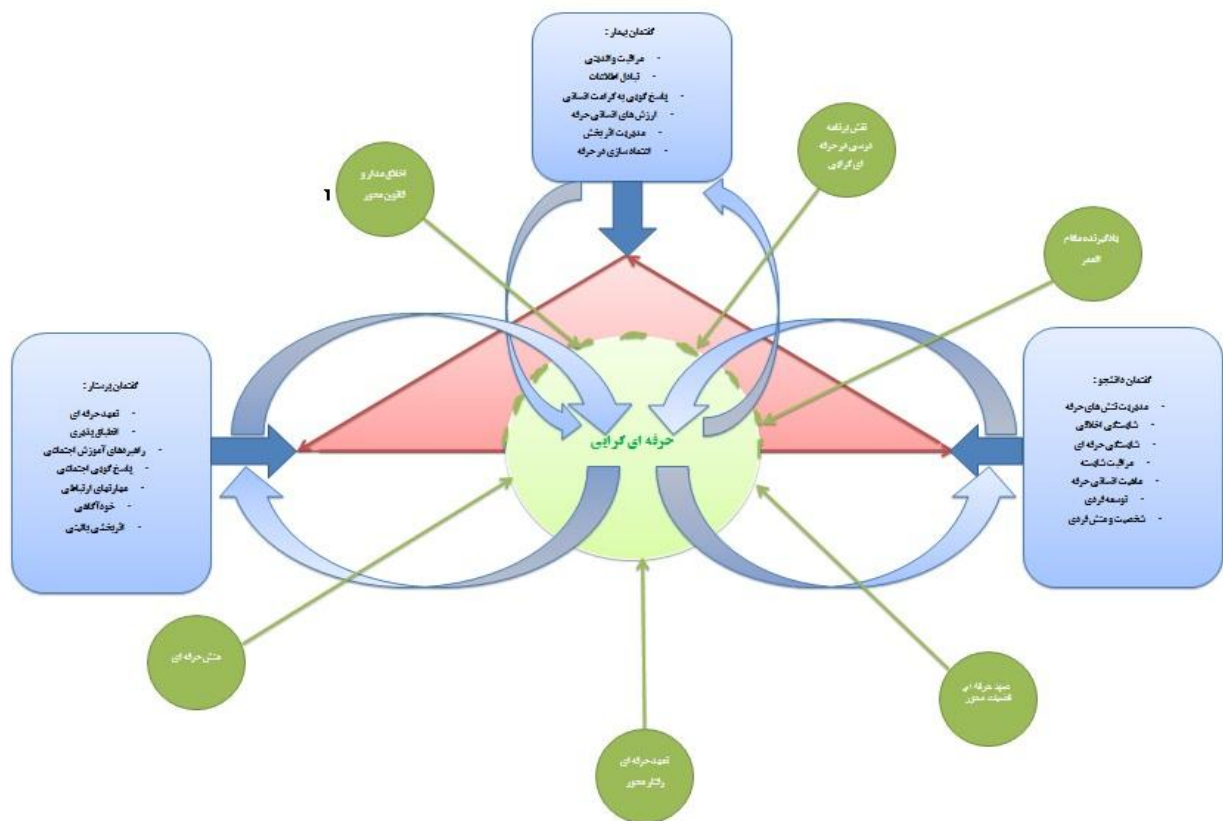 گفتمان بیمار :
- مراقبت والدینی
- تبادل اطلاعات
- پاسخ گویی به کرامت انسانی
- ارزش های انسانی حرفه
- مدیریت اثربخش
- اعتماد سازی در حرفه
نقش برنامه
درسی در حرفه
ای گرایی
اخلاق مدار و
قانون محور
1
یادگیرنده مادام
العمر
گفتمان دانشجو :
- مدیریت تنش های حرفه
- شایستگی اخلاقی
- شایستگی حرفه ای
- مراقبت شایسته
- ماهیت انسانی حرفه
- توسعه فردی
- شخصیت و منش فردی
گفتمان پرستار :
- تعهد حرفه ای
- انطباق پذیری
- راهبردهای آموزش اجتماعی
- پاسخ گویی اجتماعی
- مهارتهای ارتباطی
- خودآگاهی
- اثربخشی بالینی
حرفه ای گرایی
منش حرفه ای
تعهد حرفه ای
فضیلت محور
تعهد حرفه ای
رفتار محور